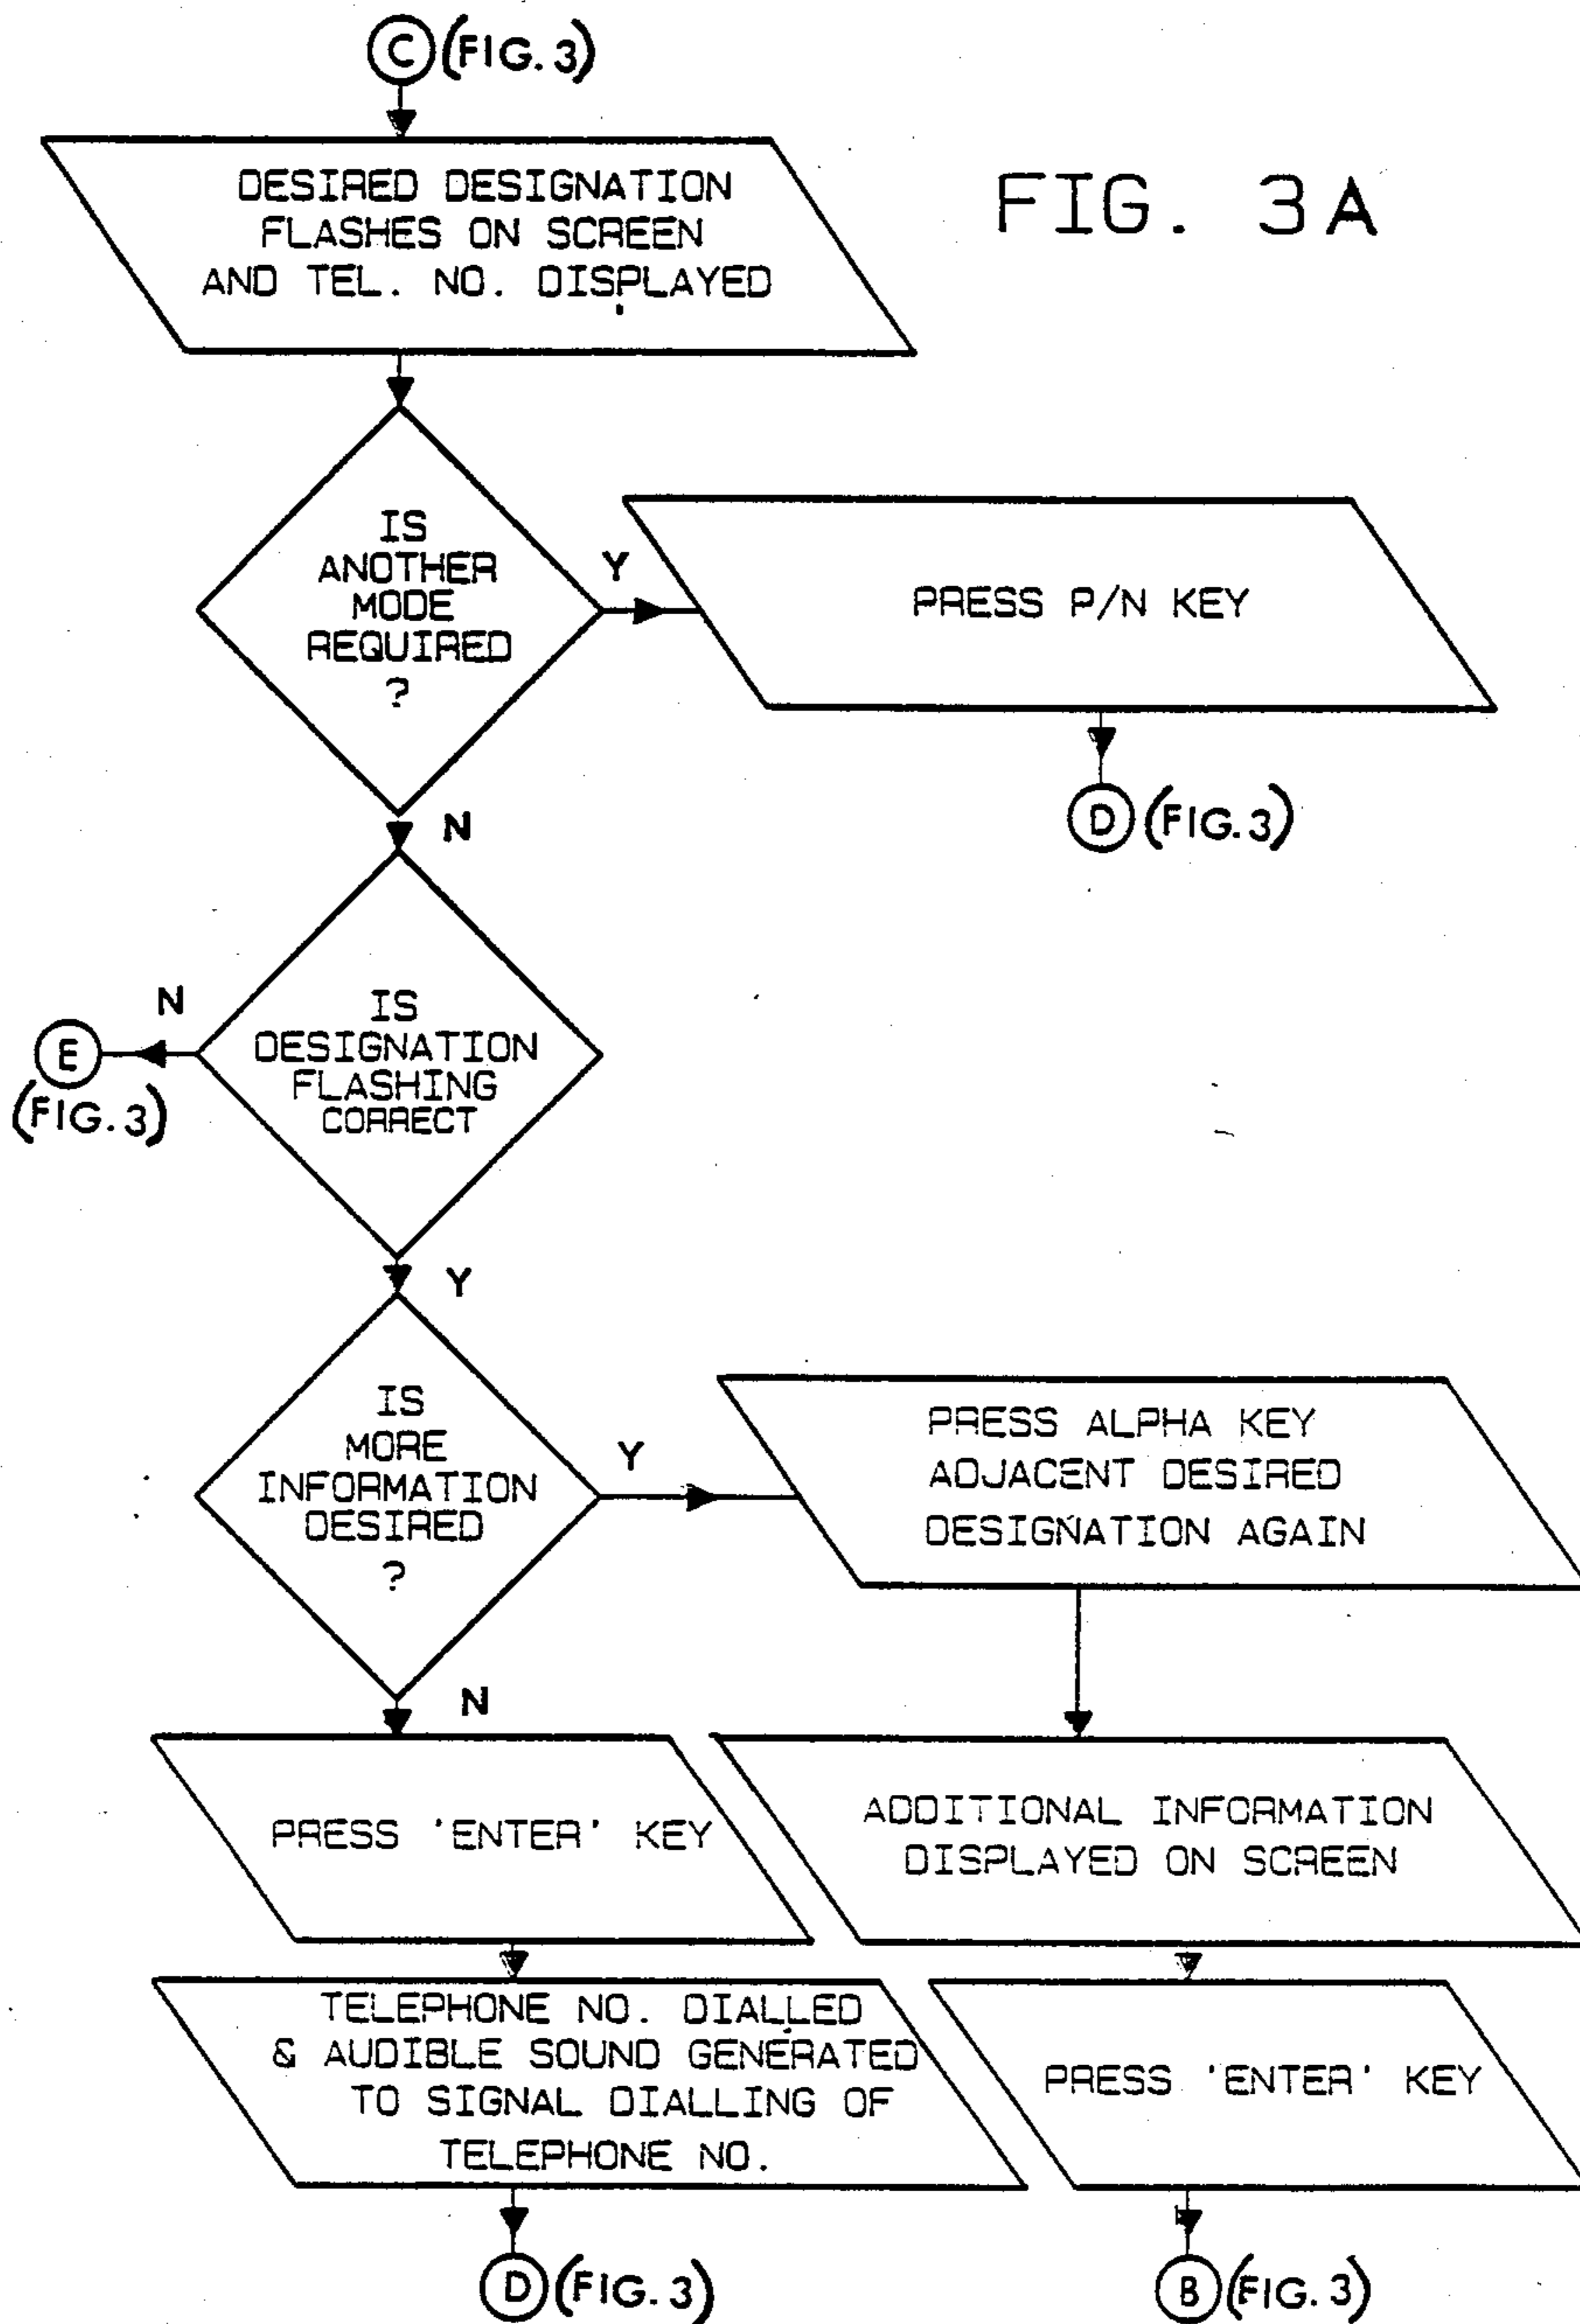 C (FIG. 3)
FIG. 3A
DESIRED DESIGNATION
FLASHES ON SCREEN
AND TEL. NO. DISPLAYED
IS
ANOTHER
MODE
REQUIRED
?
Y
PRESS P/N KEY
D (FIG. 3)
N
IS
DESIGNATION
FLASHING
CORRECT
N
E
(FIG. 3)
Y
IS
MORE
INFORMATION
DESIRED
?
Y
PRESS ALPHA KEY
ADJACENT DESIRED
DESIGNATION AGAIN
N
PRESS 'ENTER' KEY
ADDITIONAL INFORMATION
DISPLAYED ON SCREEN
TELEPHONE NO. DIALLED
& AUDIBLE SOUND GENERATED
TO SIGNAL DIALLING OF
TELEPHONE NO.
PRESS 'ENTER' KEY
D (FIG. 3)
B (FIG. 3)